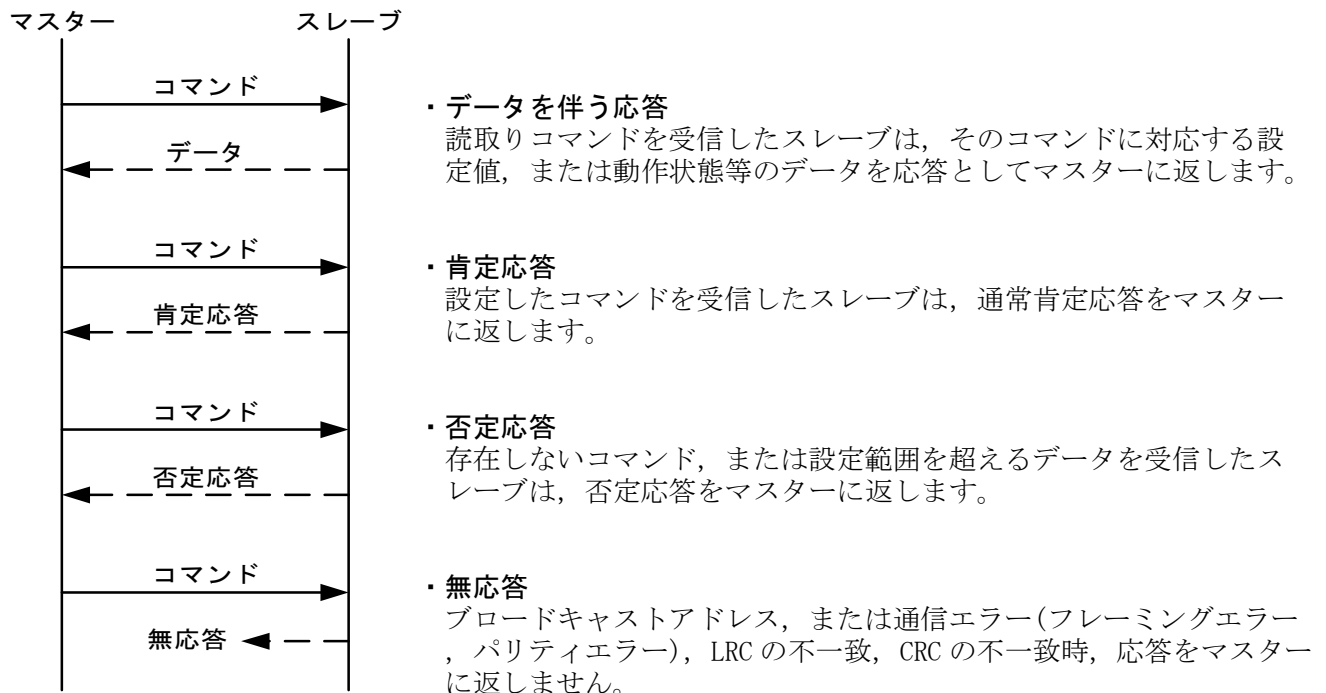 マスター
スレーブ
コマンド
データ
・データを伴う応答
読取りコマンドを受信したスレーブは，そのコマンドに対応する設
定値，または動作状態等のデータを応答としてマスターに返します。
コマンド
肯定応答
・肯定応答
設定したコマンドを受信したスレーブは，通常肯定応答をマスター
に返します。
コマンド
否定応答
・否定応答
存在しないコマンド，または設定範囲を超えるデータを受信したス
レーブは，否定応答をマスターに返します。
コマンド
無応答
・無応答
ブロードキャストアドレス，または通信エラー(フレーミングエラー
，パリティエラー)，LRC の不一致，CRC の不一致時，応答をマスター
に返しません。